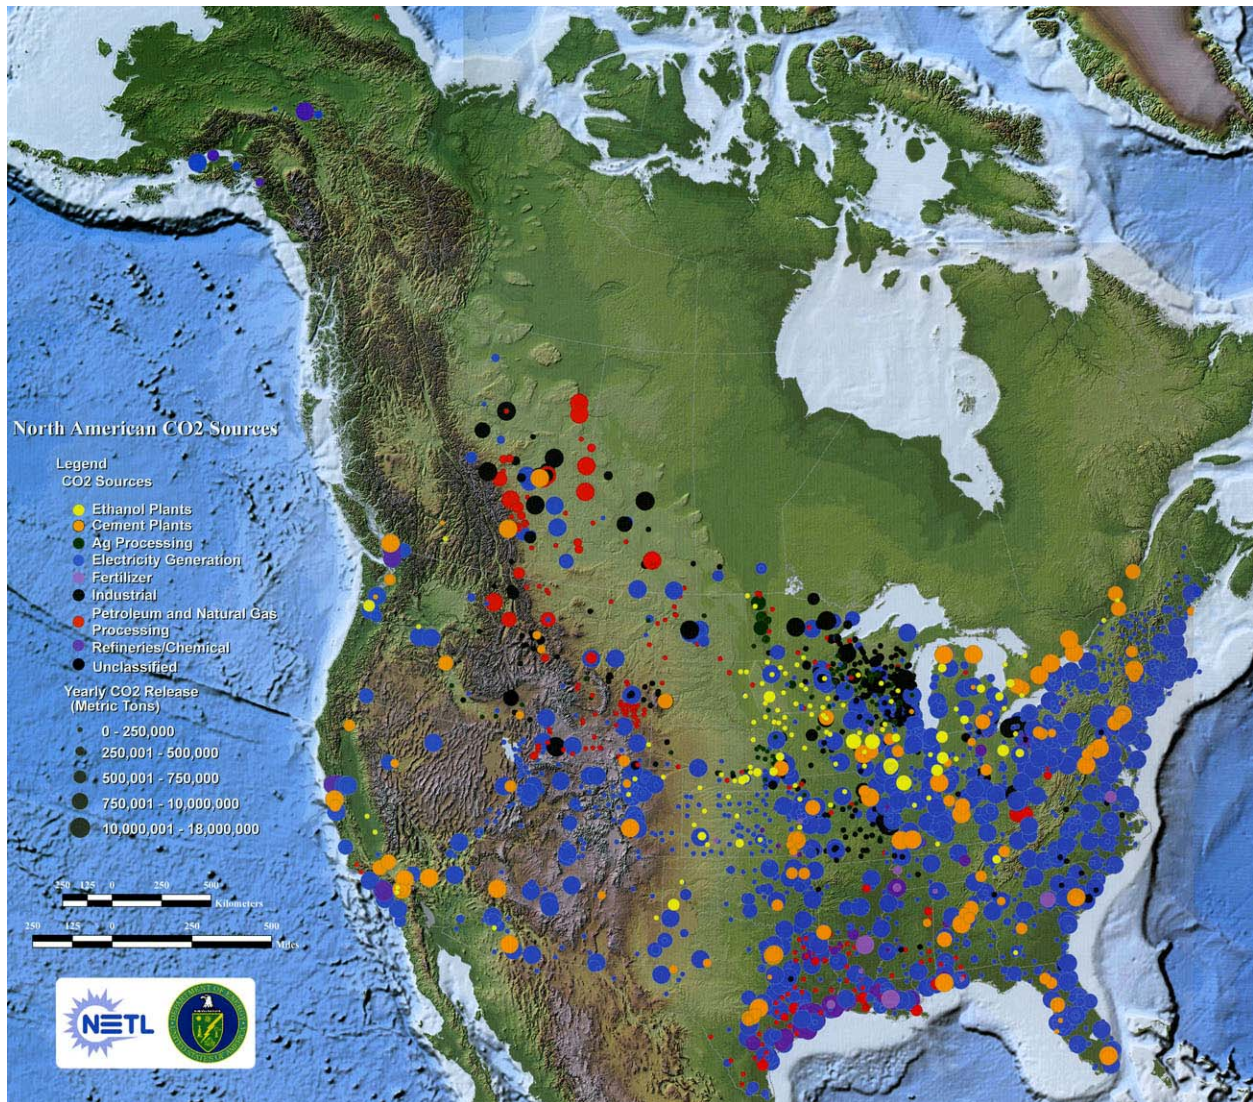 North American CO2 Sources
Legend
CO2 Sources
Ethanol Plants
Cement Plants
Ag Processing
Electricity Generation
Fertilizer
Industrial
Petroleum and Natural Gas
Processing
Refineries/Chemical
Unclassified
Yearly CO2 Release
(Metric Tons)
0 - 250,000
250,001 - 500,000
500,001 - 750,000
750,001 - 10,000,000
10,000,001 - 18,000,000
250 125 0 250 500
Kilometers
250 125 0 250 500
Miles
NETL